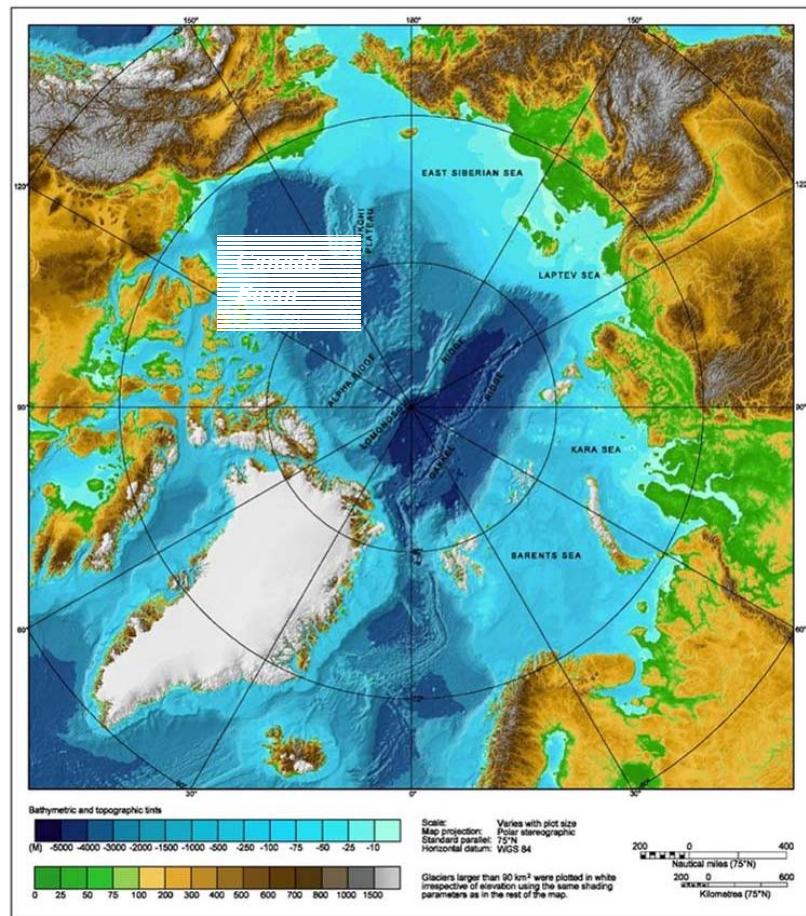 150°
180°
150°
120°
120°
EAST SIBERIAN SEA
PLATEAU
LAPTEV SEA
Canada
Basin
RIDGE
ALPHA RIDGE
RIDGE
90°
90°
KARA SEA
BARENTS SEA
60°
60°
30°
0°
30°
Bathymetric and topographic tints
(M) -5000 -4000 -3000 -2000 -1500 -1000 -500 -250 -100 -75 -50 -25 -10
0 25 50 75 100 200 300 400 500 600 700 800 1000 1500
Scale: Varies with plot size
Map projection: Polar stereographic
Standard parallel: 75°N
Horizontal datum: WGS 84
Glaciers larger than 90 km² were plotted in white
irrespective of elevation using the same shading
parameters as in the rest of the map.
200 0 200 400
Nautical miles (75°N)
200 0 200 600
Kilometres (75°N)